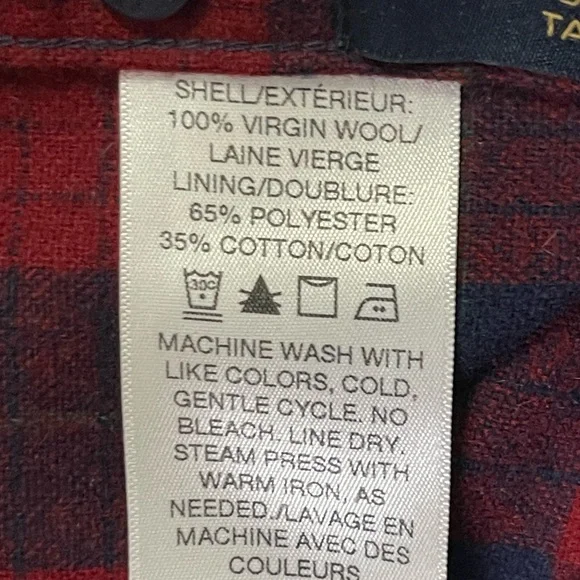 TA
SHELL/EXTÉRIEUR:
100% VIRGIN WOOL/
LAINE VIERGE
LINING/DOUBLURE:
65% POLYESTER
35% COTTON/COTON
30C
MACHINE WASH WITH
LIKE COLORS, COLD,
GENTLE CYCLE. NO
BLEACH. LINE DRY.
STEAM PRESS WITH
WARM IRON, AS
NEEDED./LAVAGE EN
MACHINE AVEC DES
COULEURS